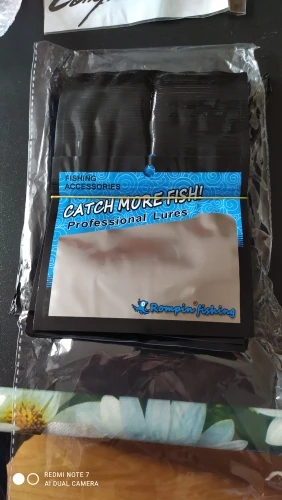 FISHING
ACCESSORIES
CATCH MORE FISH!
Professional Lures
Rompin® fishing
REDMI NOTE 7
AI DUAL CAMERA